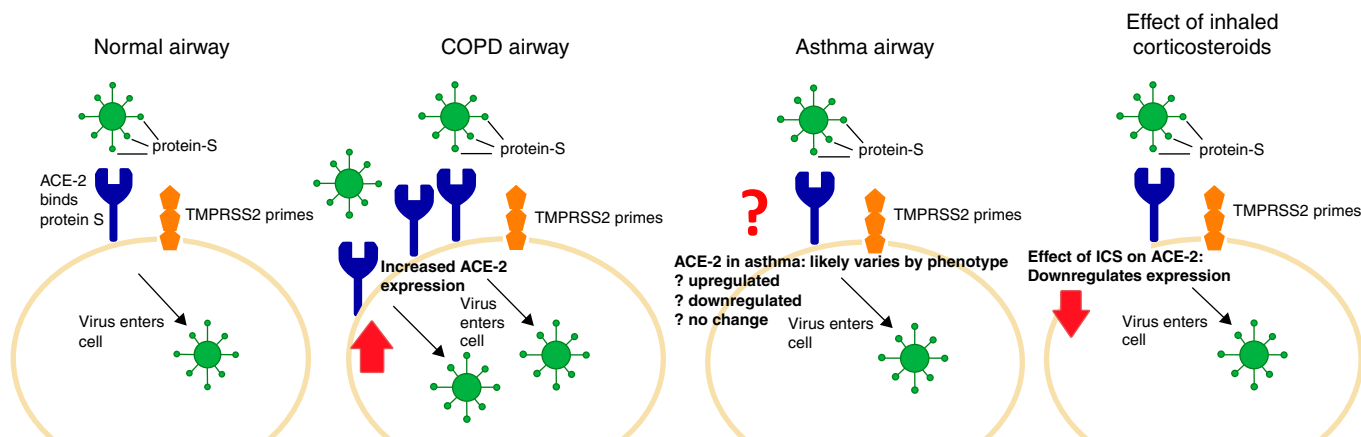 Normal airway
protein-S
ACE-2
binds
protein S
TMPRSS2 primes
Virus enters
cell
COPD airway
protein-S
TMPRSS2 primes
Increased ACE-2
expression
Virus
enters
cell
Asthma airway
protein-S
?
TMPRSS2 primes
ACE-2 in asthma: likely varies by phenotype
? upregulated
? downregulated
? no change
Virus enters
cell
Effect of inhaled
corticosteroids
protein-S
TMPRSS2 primes
Effect of ICS on ACE-2:
Downregulates expression
Virus enters
cell